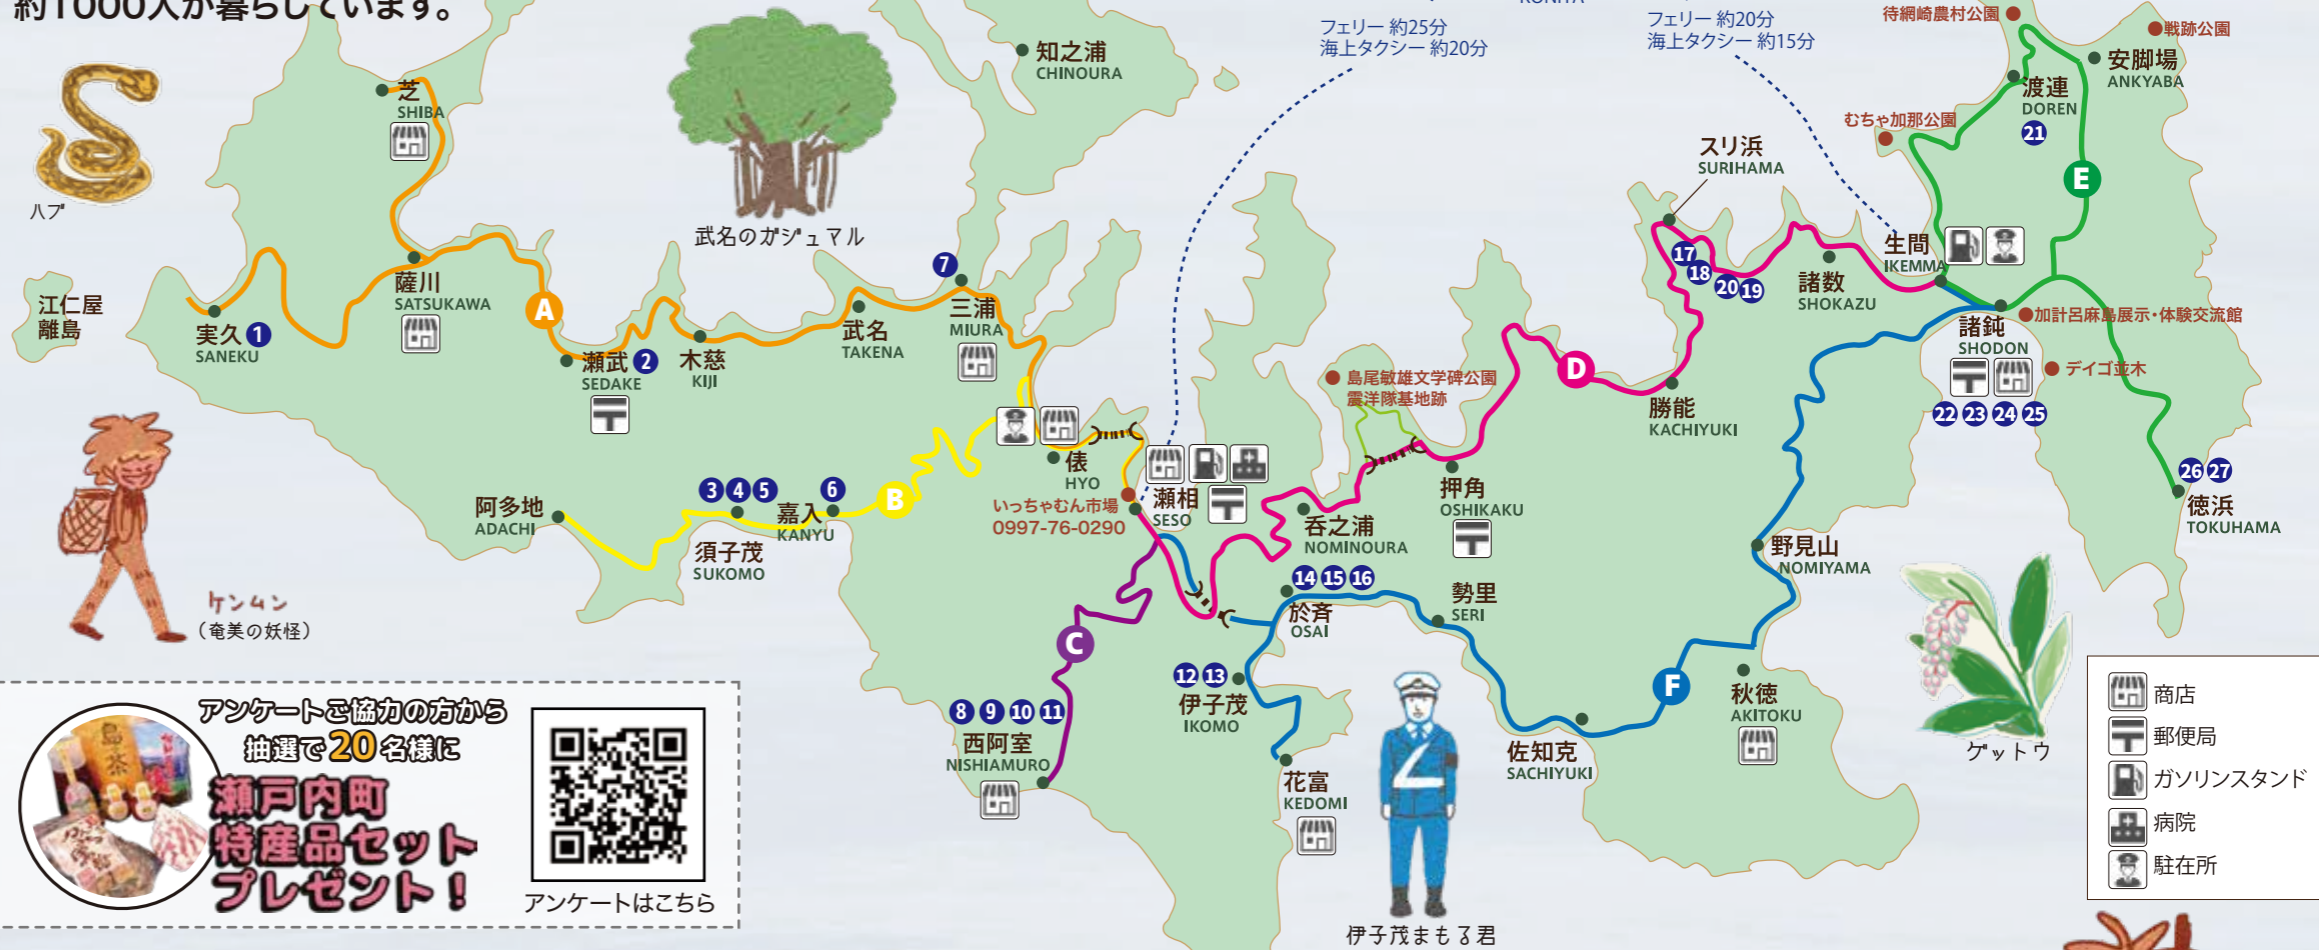 約1000人が暮らしています。
KONIYA
フェリー 約25分
海上タクシー 約20分
フェリー 約20分
海上タクシー 約15分
待網崎農村公園
戦跡公園
安脚場
ANKYABA
渡連
DOREN
21
むちゃ加那公園
E
知之浦
CHINOURA
芝
SHIBA
ハブ
武名のガジュマル
スリ浜
SURIHAMA
17
18
20
19
諸数
SHOKAZU
生間
IKEMMA
加計呂麻島展示・体験交流館
諸鈍
SHODON
デイゴ並木
22 23 24 25
26 27
徳浜
TOKUHAMA
江仁屋
離島
実久 1
SANEKU
薩川
SATSUKAWA
A
瀬武 2
SEDAKE
木慈
KIJI
武名
TAKENA
7
三浦
MIURA
俵
HYO
いっちゃむん市場
0997-76-0290
瀬相
SESO
島尾敏雄文学碑公園
震洋隊基地跡
D
勝能
KACHIYUKI
押角
OSHIKAKU
呑之浦
NOMINOURA
阿多地
ADACHI
3 4 5
須子茂
SUKOMO
嘉入
KANYU
6
B
14 15 16
於斉
OSAI
勢里
SERI
野見山
NOMIYAMA
ケンムン
(奄美の妖怪)
C
8 9 10 11
西阿室
NISHIAMURO
12 13
伊子茂
IKOMO
花富
KEDOMI
佐知克
SACHIYUKI
F
秋徳
AKITOKU
ゲットウ
伊子茂まもる君
アンケートご協力の方から
抽選で20名様に
瀬戸内町
特産品セット
プレゼント！
島茶
アンケートはこちら
商店
郵便局
ガソリンスタンド
病院
駐在所